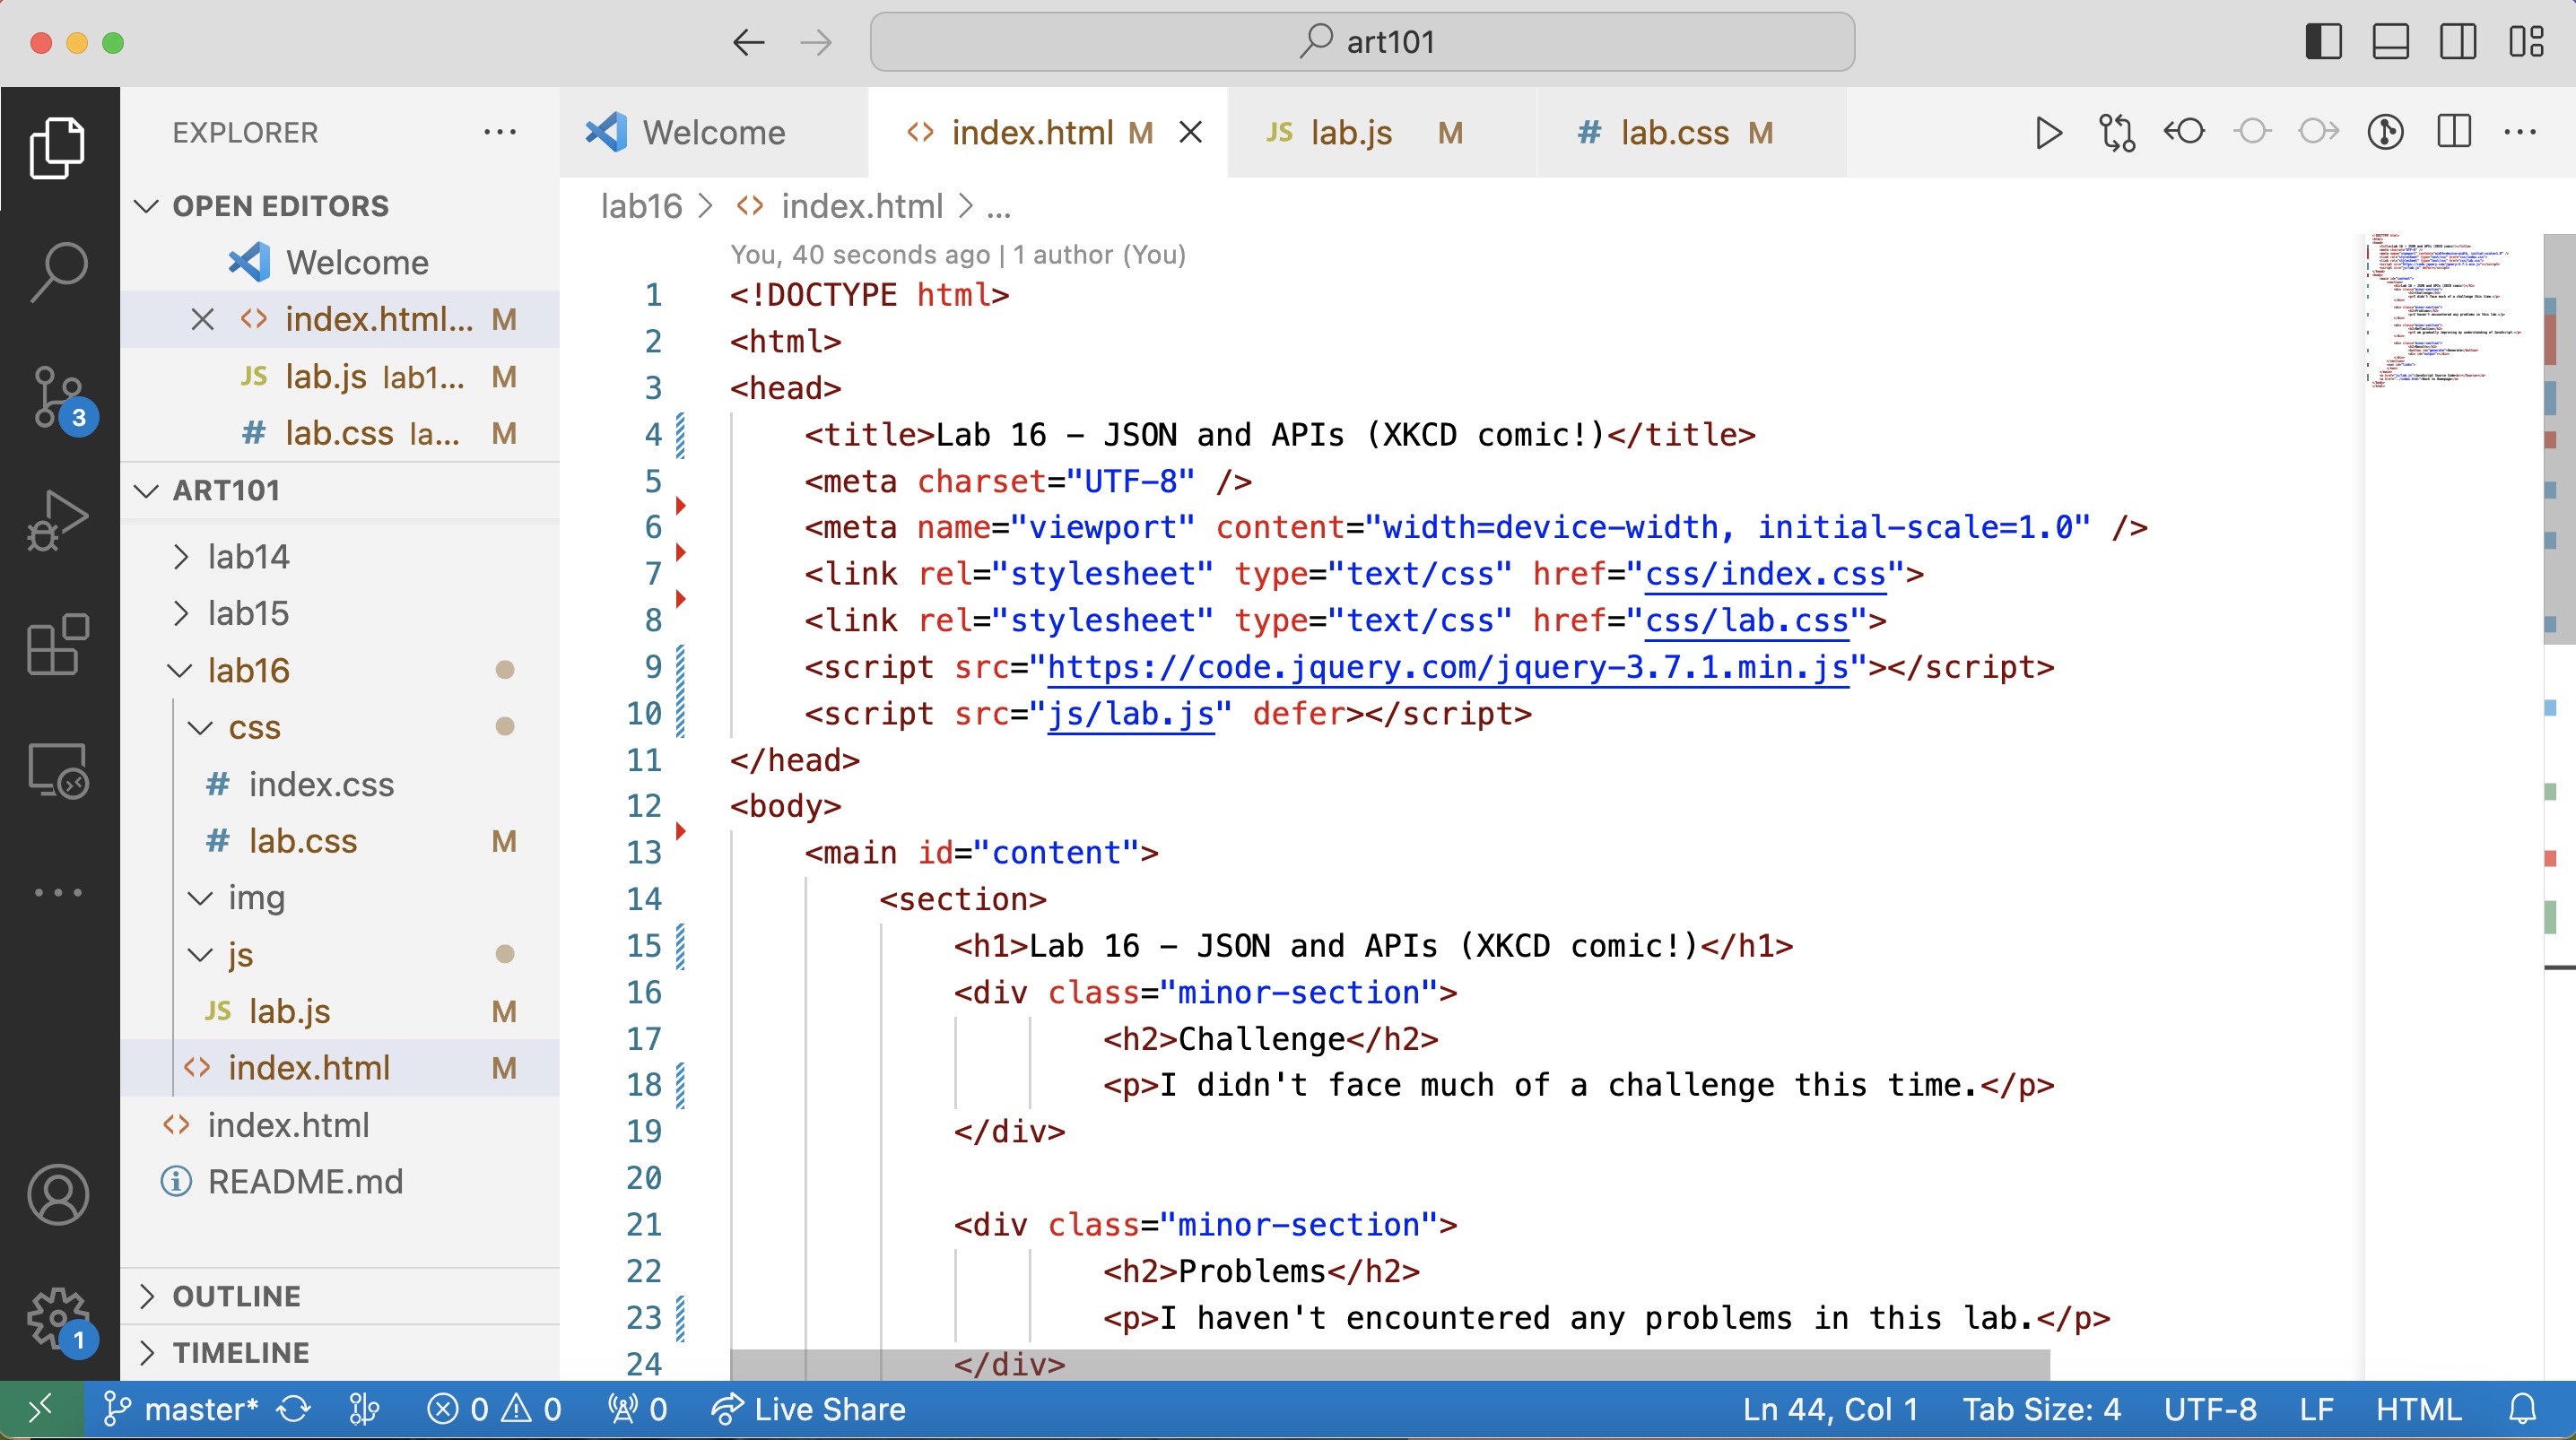 art101
EXPLORER
Welcome
index.html M
JS lab.js M
# lab.css M
OPEN EDITORS
Welcome
index.html... M
JS lab.js lab1... M
# lab.css la... M
ART101
lab14
lab15
lab16
css
# index.css
# lab.css M
img
js
JS lab.js M
<> index.html M
<> index.html
README.md
OUTLINE
TIMELINE
3
1
lab16 > <> index.html > ...
You, 40 seconds ago | 1 author (You)
1 <!DOCTYPE html>
2 <html>
3 <head>
4 <title>Lab 16 – JSON and APIs (XKCD comic!)</title>
5 <meta charset="UTF-8" />
6 <meta name="viewport" content="width=device-width, initial-scale=1.0" />
7 <link rel="stylesheet" type="text/css" href="css/index.css">
8 <link rel="stylesheet" type="text/css" href="css/lab.css">
9 <script src="https://code.jquery.com/jquery-3.7.1.min.js"></script>
10 <script src="js/lab.js" defer></script>
11 </head>
12 <body>
13 <main id="content">
14 <section>
15 <h1>Lab 16 – JSON and APIs (XKCD comic!)</h1>
16 <div class="minor-section">
17 <h2>Challenge</h2>
18 <p>I didn't face much of a challenge this time.</p>
19 </div>
20
21 <div class="minor-section">
22 <h2>Problems</h2>
23 <p>I haven't encountered any problems in this lab.</p>
24 </div>
master* 0 0 0 Live Share Ln 44, Col 1 Tab Size: 4 UTF-8 LF HTML